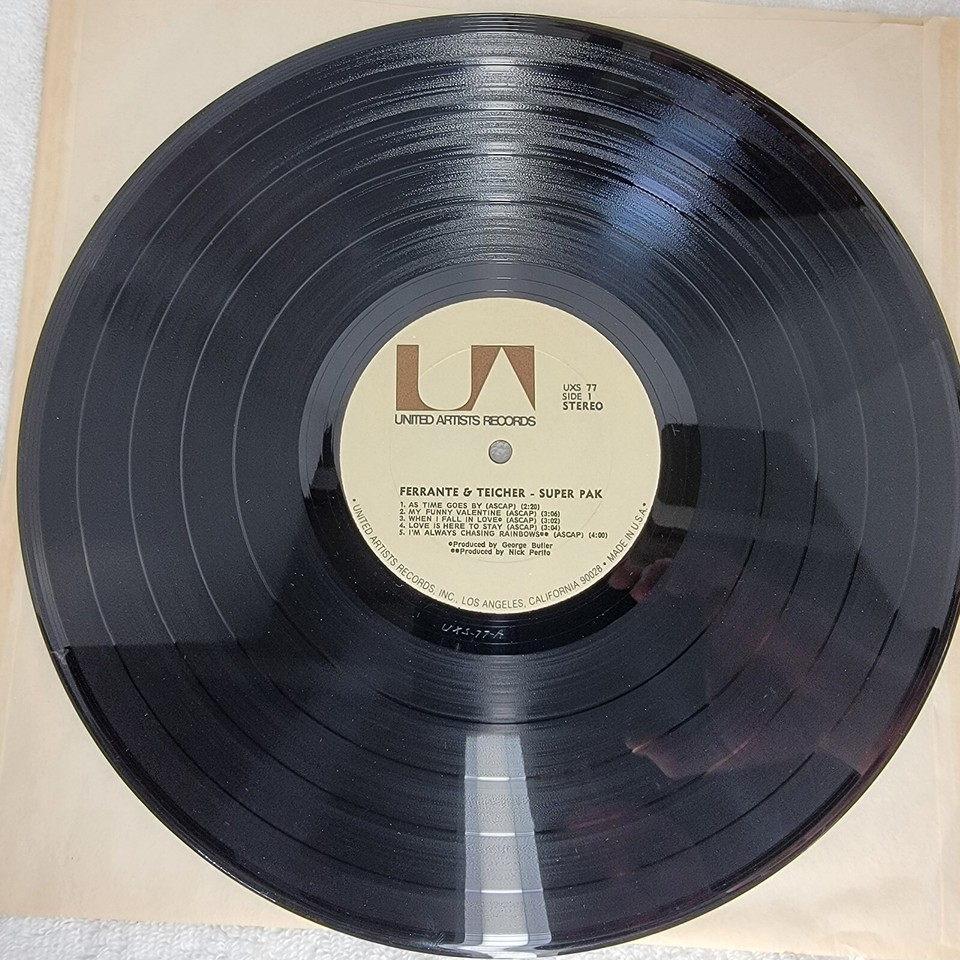 UA
UNITED ARTISTS RECORDS
UXS 77
SIDE 1
STEREO
FERRANTE & TEICHER - SUPER PAK
1. AS TIME GOES BY (ASCAP) (2:20)
2. MY FUNNY VALENTINE (ASCAP) (3:06)
3. WHEN I FALL IN LOVE* (ASCAP) (3:02)
4. LOVE IS HERE TO STAY (ASCAP) (3:04)
5. I'M ALWAYS CHASING RAINBOWS** (ASCAP) (4:00)
*Produced by George Butler
**Produced by Nick Perito
• UNITED ARTISTS RECORDS, INC., LOS ANGELES, CALIFORNIA 90028 • MADE IN U.S.A •